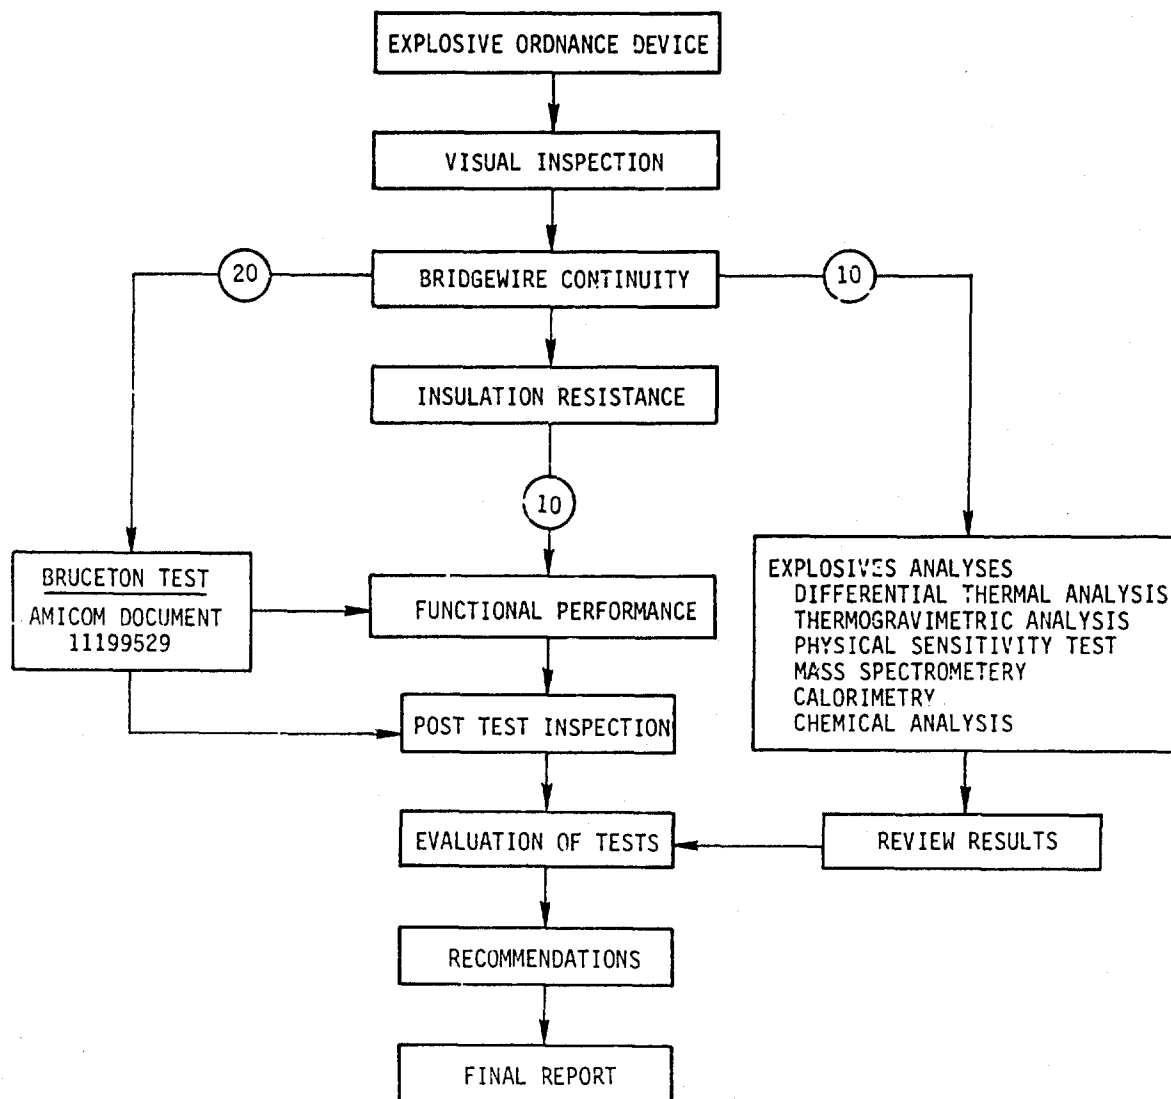 EXPLOSIVE ORDNANCE DEVICE
VISUAL INSPECTION
20
BRIDGEWIRE CONTINUITY
10
INSULATION RESISTANCE
10
BRUCETON TEST
AMICOM DOCUMENT
11199529
FUNCTIONAL PERFORMANCE
EXPLOSIVES ANALYSES
DIFFERENTIAL THERMAL ANALYSIS
THERMOGRAVIMETRIC ANALYSIS
PHYSICAL SENSITIVITY TEST
MASS SPECTROMETERY
CALORIMETRY
CHEMICAL ANALYSIS
POST TEST INSPECTION
EVALUATION OF TESTS
REVIEW RESULTS
RECOMMENDATIONS
FINAL REPORT